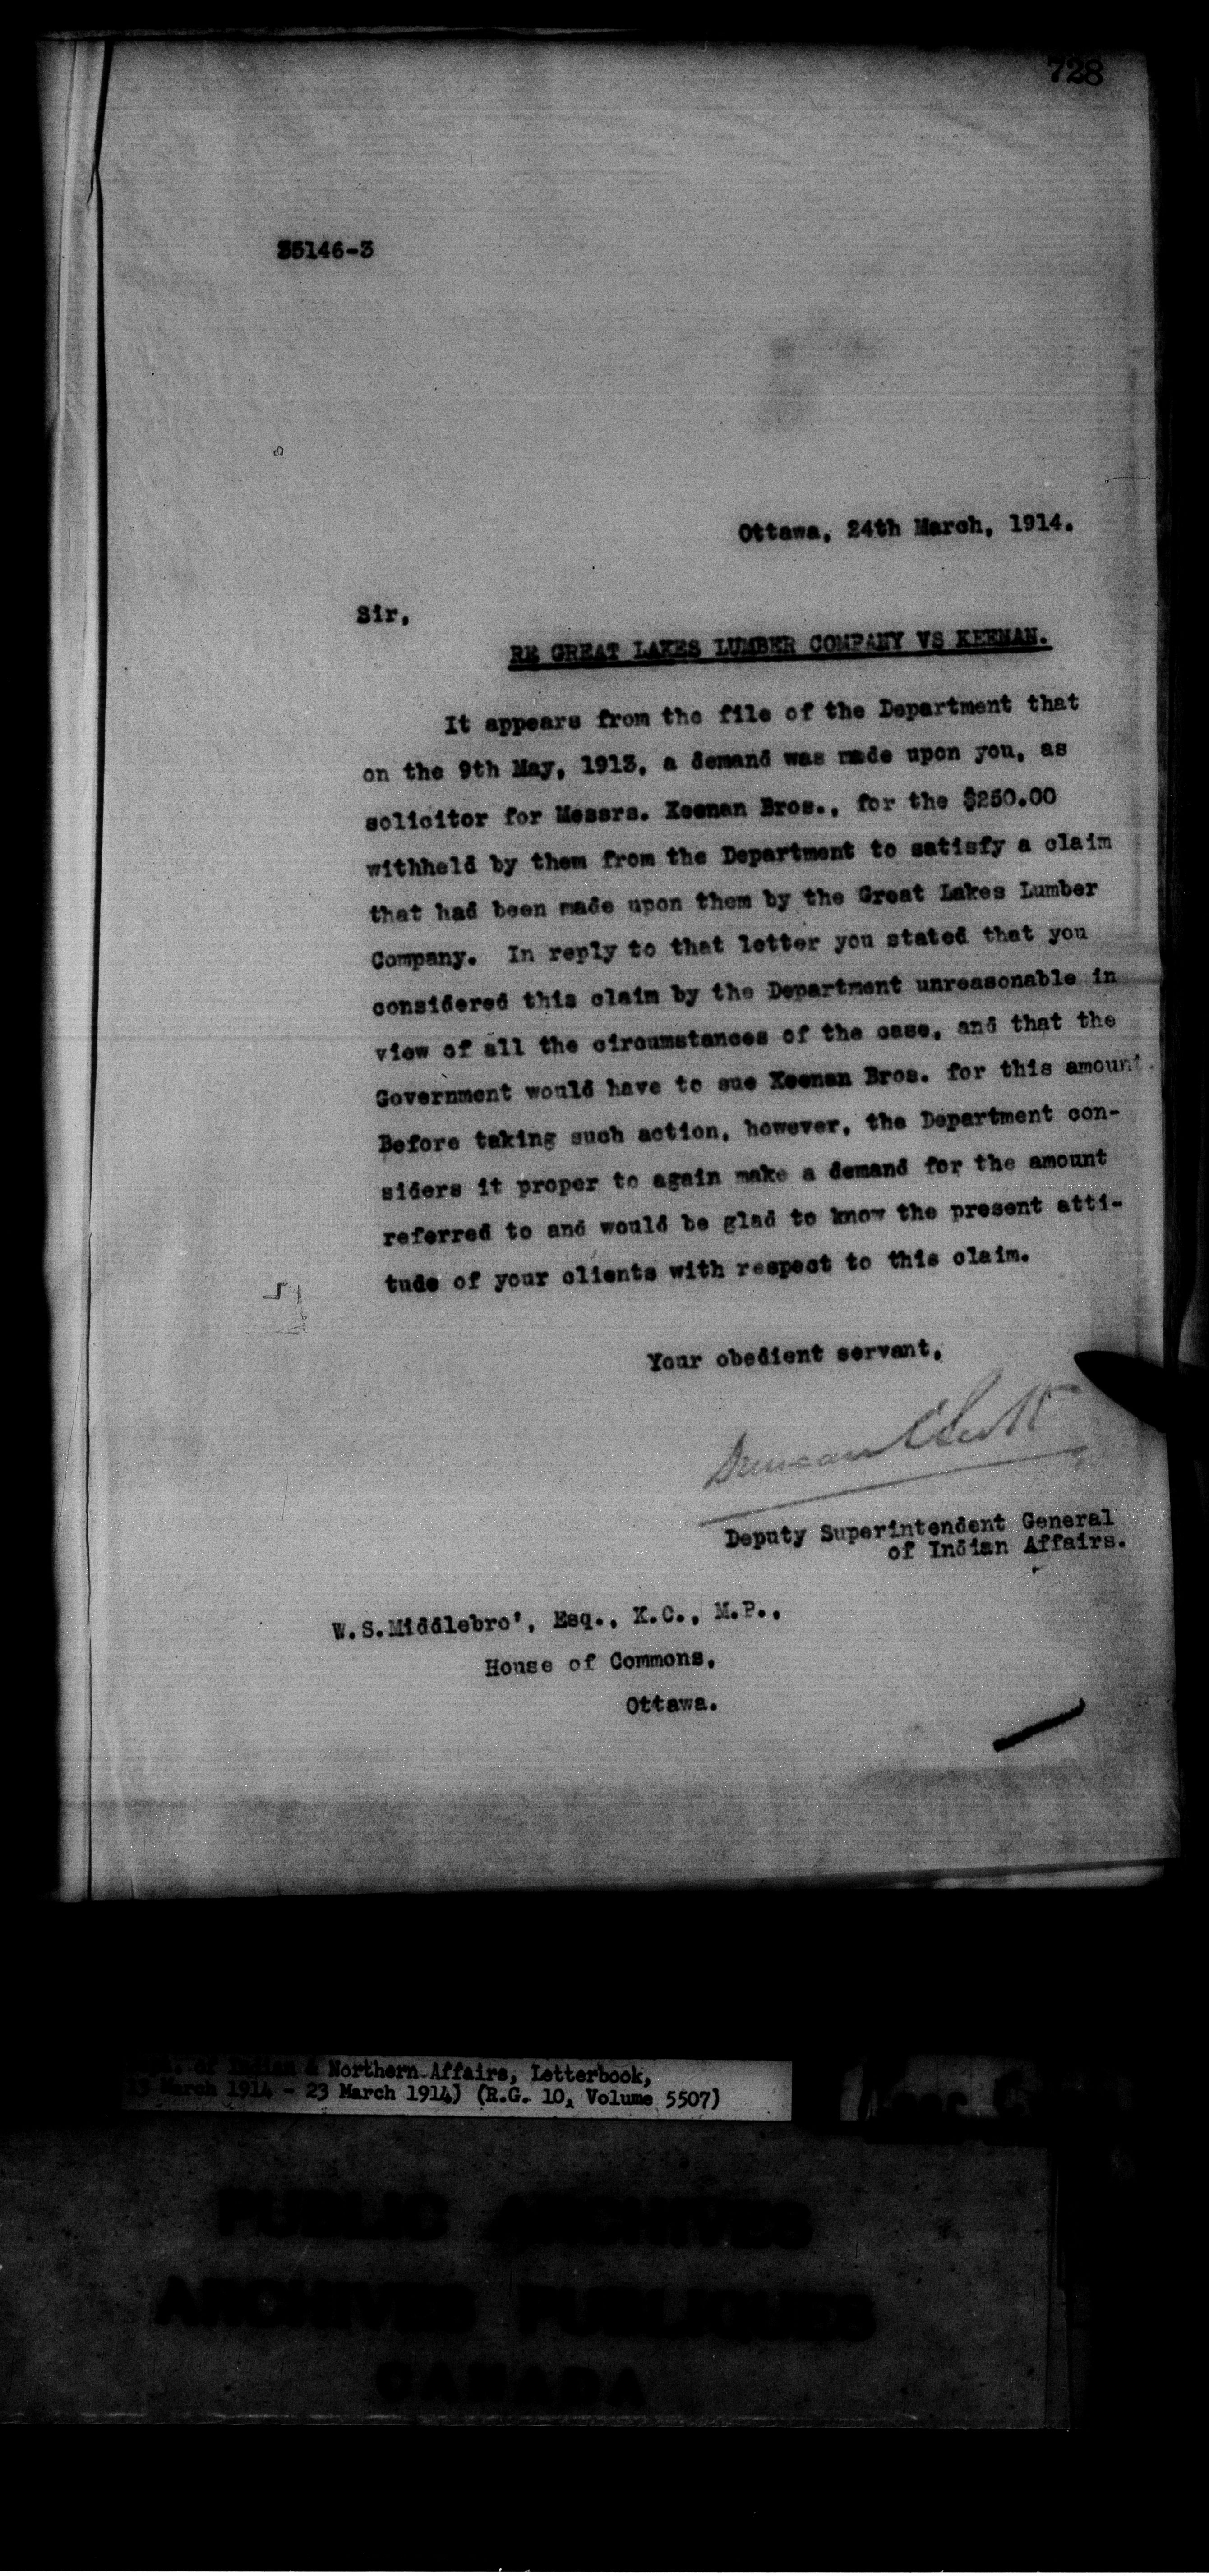 728
35146-3
Ottawa, 24th March, 1914.
Sir,
RE GREAT LAKES LUMBER COMPANY VS KEENAN.
It appears from the file of the Department that
on the 9th May, 1913, a demand was made upon you, as
solicitor for Messrs. Keenan Bros., for the $250.00
withheld by them from the Department to satisfy a claim
that had been made upon them by the Great Lakes Lumber
Company. In reply to that letter you stated that you
considered this claim by the Department unreasonable in
view of all the circumstances of the case, and that the
Government would have to sue Keenan Bros. for this amount.
Before taking such action, however, the Department con-
siders it proper to again make a demand for the amount
referred to and would be glad to know the present atti-
tude of your clients with respect to this claim.
Your obedient servant,
Duncan C Scott
Deputy Superintendent General
of Indian Affairs.
W.S.Middlebro', Esq., K.C., M.P.,
House of Commons,
Ottawa.
of Indian & Northern Affairs, Letterbook,
March 1914 - 23 March 1914) (R.G. 10, Volume 5507)
PUBLIC ARCHIVES
ARCHIVES PUBLIQUES
CANADA